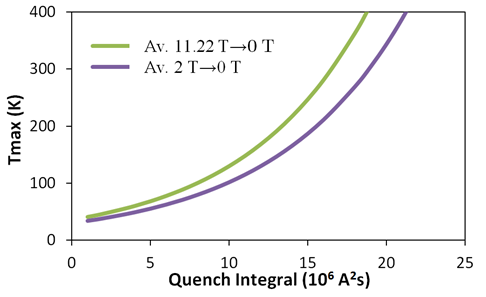 400
300
200
100
0
Tmax (K)
Av. 11.22 T→0 T
Av. 2 T→0 T
0 5 10 15 20 25
Quench Integral (10⁶ A²s)